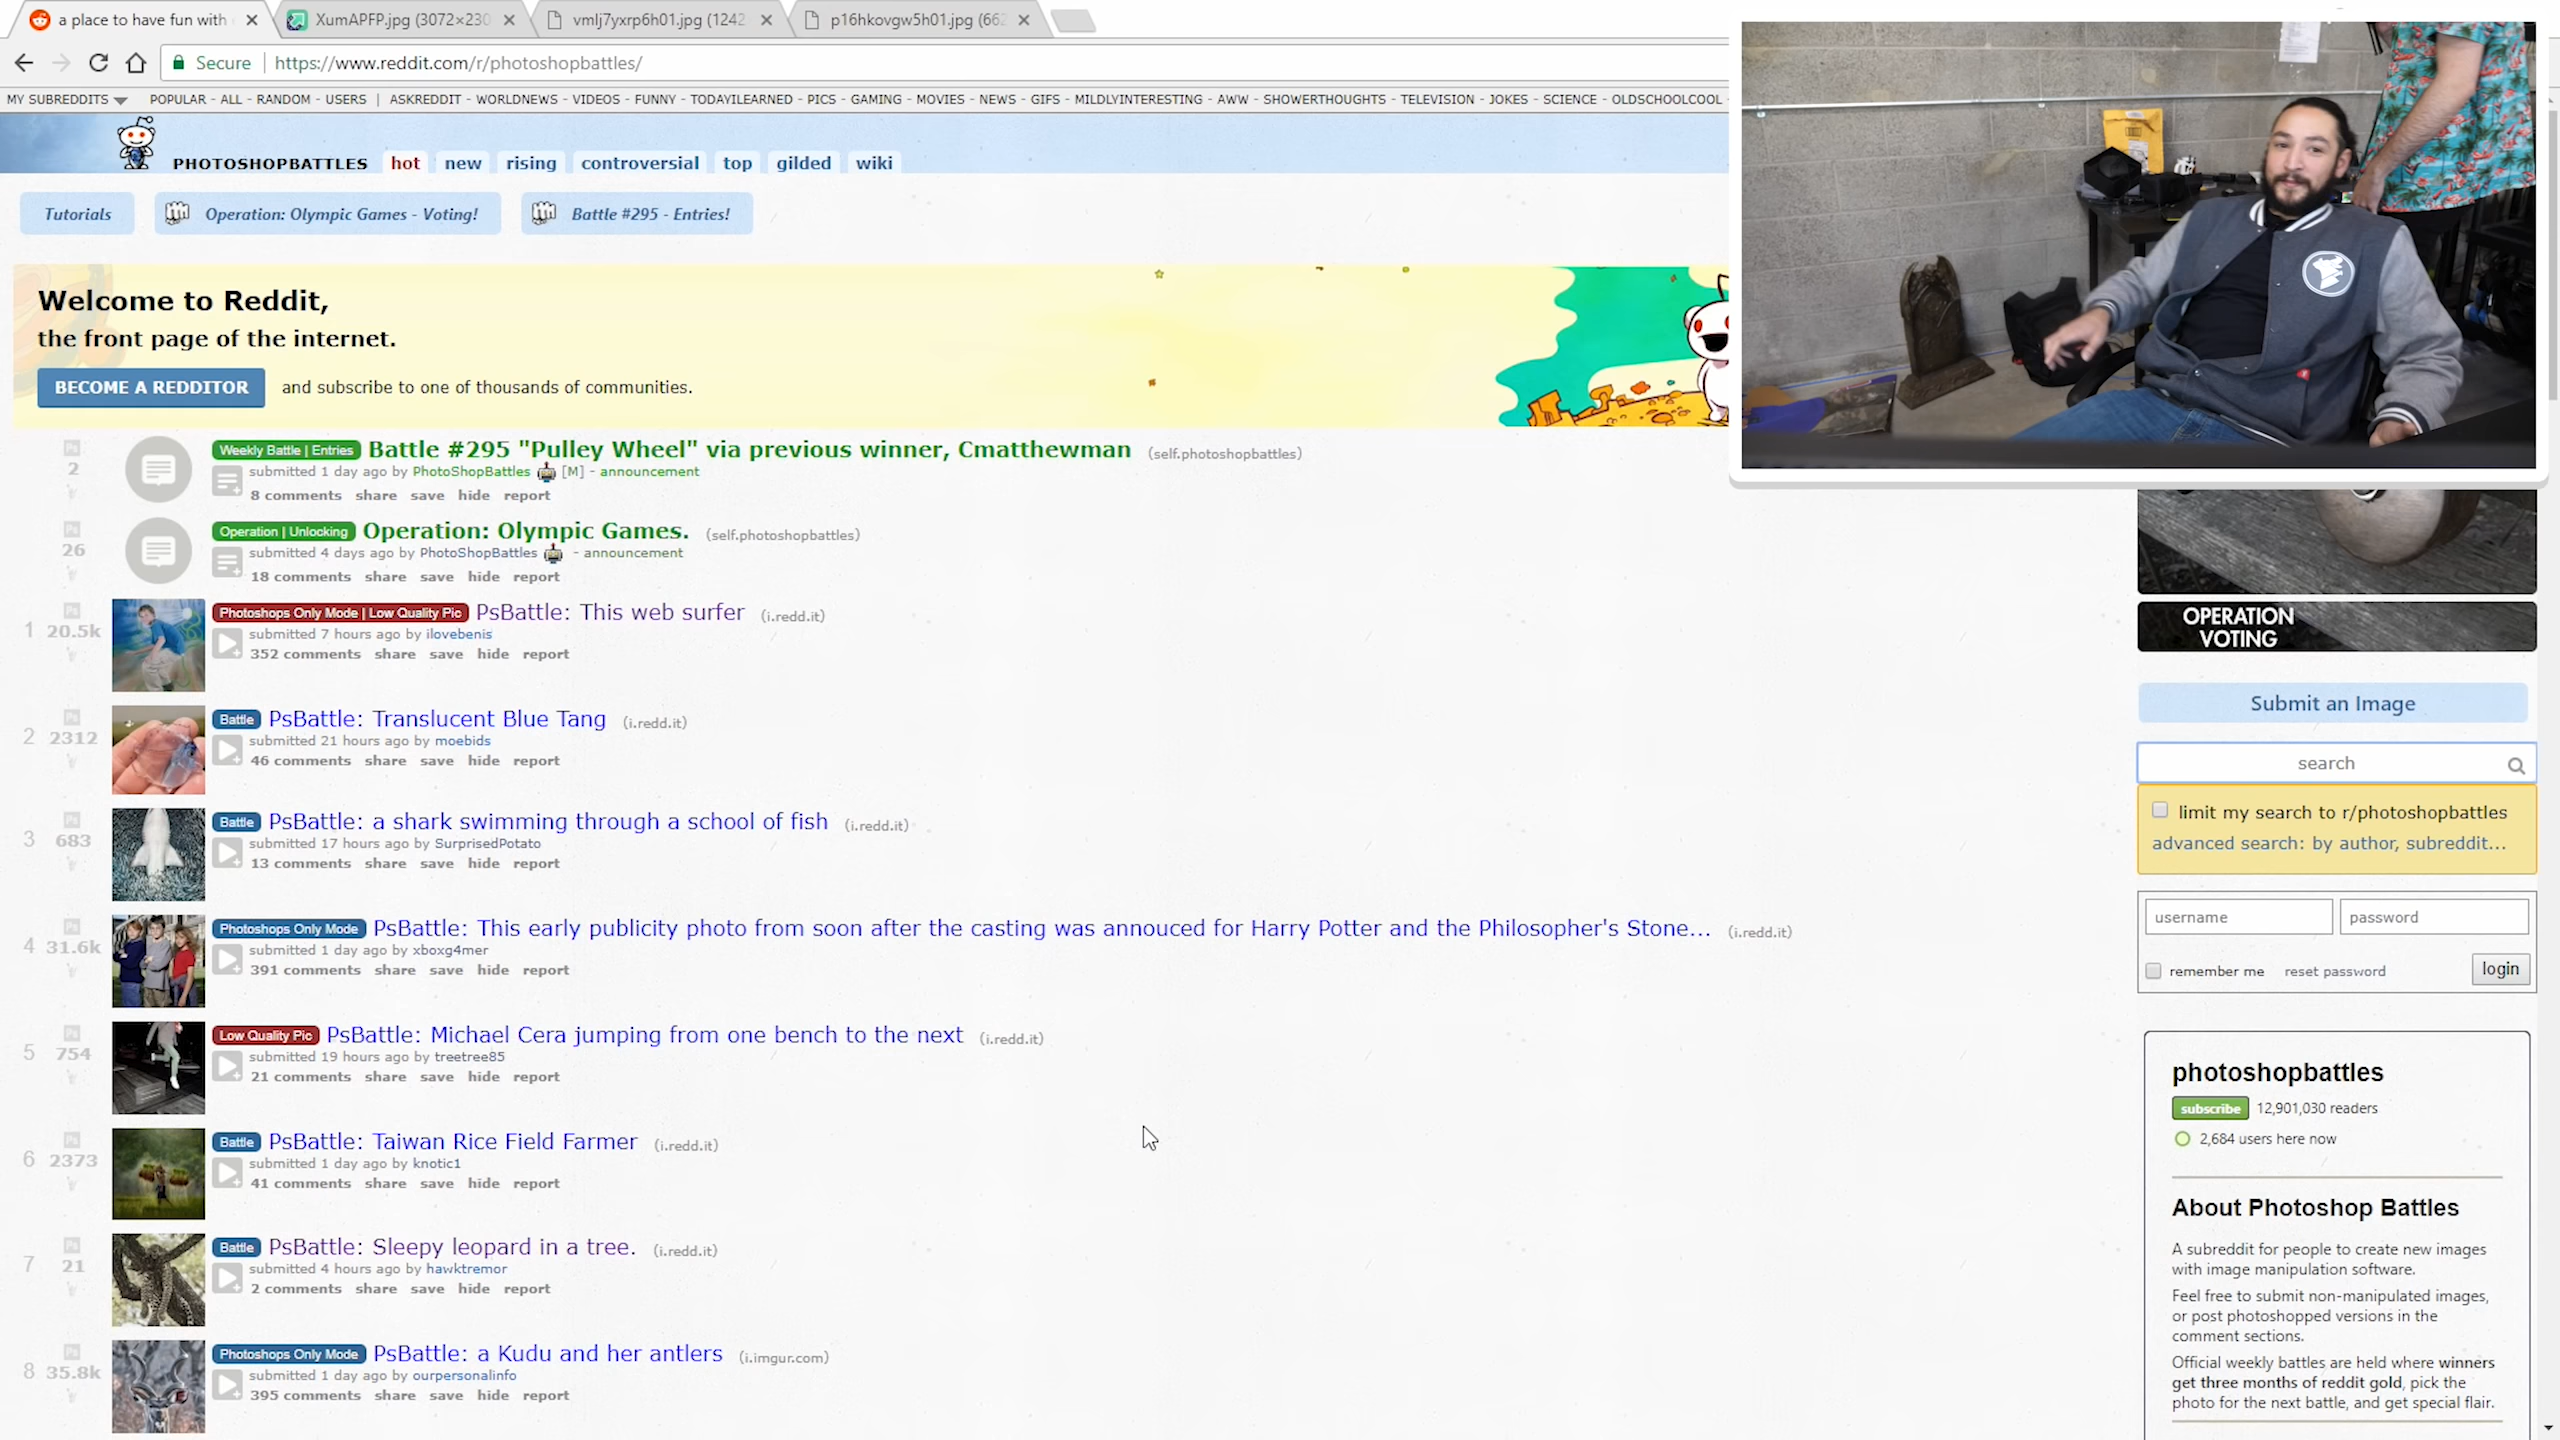 a place to have fun with
XumAPFP.jpg (3072×230
vmlj7yxrp6h01.jpg (1242
p16hkovgw5h01.jpg (662
Secure | https://www.reddit.com/r/photoshopbattles/
MY SUBREDDITS POPULAR - ALL - RANDOM - USERS | ASKREDDIT - WORLDNEWS - VIDEOS - FUNNY - TODAYILEARNED - PICS - GAMING - MOVIES - NEWS - GIFS - MILDLYINTERESTING - AWW - SHOWERTHOUGHTS - TELEVISION - JOKES - SCIENCE - OLDSCHOOLCOOL
PHOTOSHOPBATTLES hot new rising controversial top gilded wiki
Tutorials
Operation: Olympic Games - Voting!
Battle #295 - Entries!
Welcome to Reddit,
the front page of the internet.
BECOME A REDDITOR and subscribe to one of thousands of communities.
2
Weekly Battle | Entries Battle #295 "Pulley Wheel" via previous winner, Cmatthewman (self.photoshopbattles)
submitted 1 day ago by PhotoShopBattles [M] - announcement
8 comments share save hide report
26
Operation | Unlocking Operation: Olympic Games. (self.photoshopbattles)
submitted 4 days ago by PhotoShopBattles - announcement
18 comments share save hide report
1 20.5k
Photoshops Only Mode | Low Quality Pic PsBattle: This web surfer (i.redd.it)
submitted 7 hours ago by ilovebenis
352 comments share save hide report
2 2312
Battle PsBattle: Translucent Blue Tang (i.redd.it)
submitted 21 hours ago by moebids
46 comments share save hide report
3 683
Battle PsBattle: a shark swimming through a school of fish (i.redd.it)
submitted 17 hours ago by SurprisedPotato
13 comments share save hide report
4 31.6k
Photoshops Only Mode PsBattle: This early publicity photo from soon after the casting was annouced for Harry Potter and the Philosopher's Stone... (i.redd.it)
submitted 1 day ago by xboxg4mer
391 comments share save hide report
5 754
Low Quality Pic PsBattle: Michael Cera jumping from one bench to the next (i.redd.it)
submitted 19 hours ago by treetree85
21 comments share save hide report
6 2373
Battle PsBattle: Taiwan Rice Field Farmer (i.redd.it)
submitted 1 day ago by knotic1
41 comments share save hide report
7 21
Battle PsBattle: Sleepy leopard in a tree. (i.redd.it)
submitted 4 hours ago by hawktremor
2 comments share save hide report
8 35.8k
Photoshops Only Mode PsBattle: a Kudu and her antlers (i.imgur.com)
submitted 1 day ago by ourpersonalinfo
395 comments share save hide report
OPERATION
VOTING
Submit an Image
search
limit my search to r/photoshopbattles
advanced search: by author, subreddit...
username password
remember me reset password login
photoshopbattles
subscribe 12,901,030 readers
2,684 users here now
About Photoshop Battles
A subreddit for people to create new images
with image manipulation software.
Feel free to submit non-manipulated images,
or post photoshopped versions in the
comment sections.
Official weekly battles are held where winners
get three months of reddit gold, pick the
photo for the next battle, and get special flair.